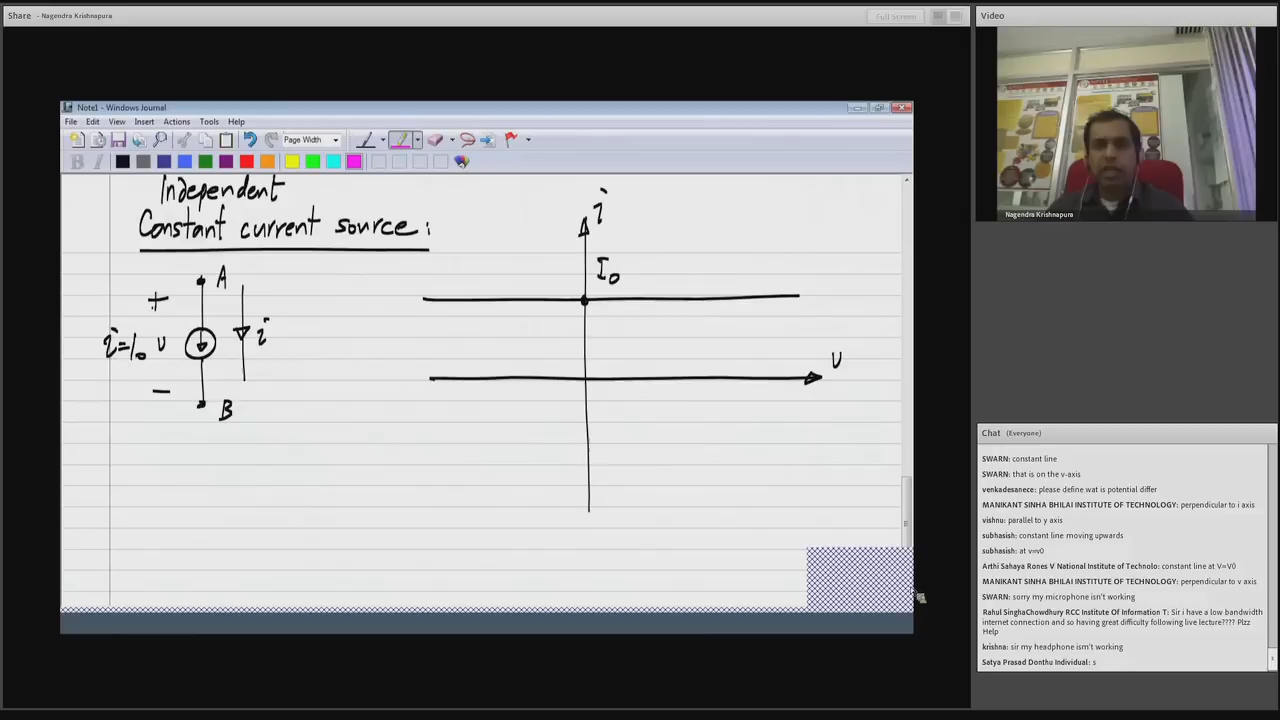 Share - Nagendra Krishnapura
Full Screen
Video
Note1 - Windows Journal
File Edit View Insert Actions Tools Help
Page Width
B I
Independent
Constant current source:
A
+
i=I₀ v
i
−
B
i
I₀
v
Nagendra Krishnapura
Chat (Everyone)
SWARN: constant line
SWARN: that is on the v-axis
venkadesanece: please define wat is potential differ
MANIKANT SINHA BHILAI INSTITUTE OF TECHNOLOGY: perpendicular to i axis
vishnu: parallel to y axis
subhasish: constant line moving upwards
subhasish: at v=v0
Arthi Sahaya Rones V National Institute of Technolo: constant line at V=V0
MANIKANT SINHA BHILAI INSTITUTE OF TECHNOLOGY: perpendicular to v axis
SWARN: sorry my microphone isn't working
Rahul SinghaChowdhury RCC Institute Of Information T: Sir i have a low bandwidth
internet connection and so having great difficulty following live lecture???? Plzz
Help
krishna: sir my headphone ism't working
Satya Prasad Donthu Individual: s